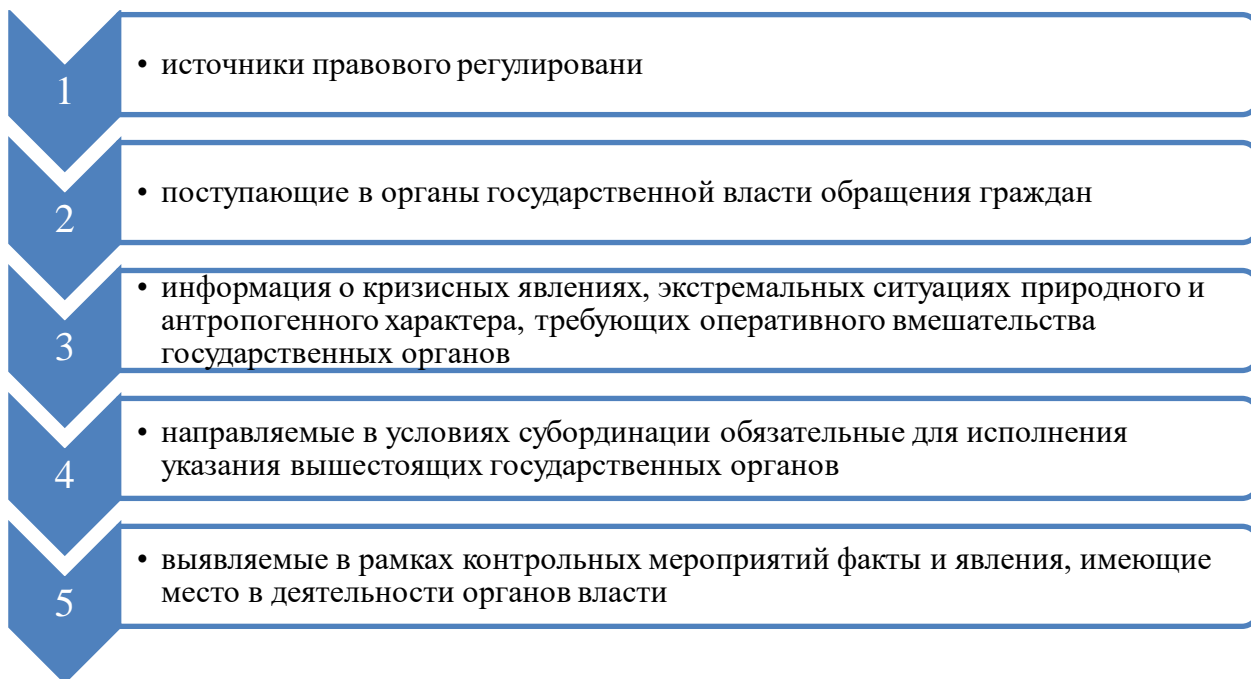 1
• источники правового регулировани
2
• поступающие в органы государственной власти обращения граждан
3
• информация о кризисных явлениях, экстремальных ситуациях природного и
антропогенного характера, требующих оперативного вмешательства
государственных органов
4
• направляемые в условиях субординации обязательные для исполнения
указания вышестоящих государственных органов
5
• выявляемые в рамках контрольных мероприятий факты и явления, имеющие
место в деятельности органов власти